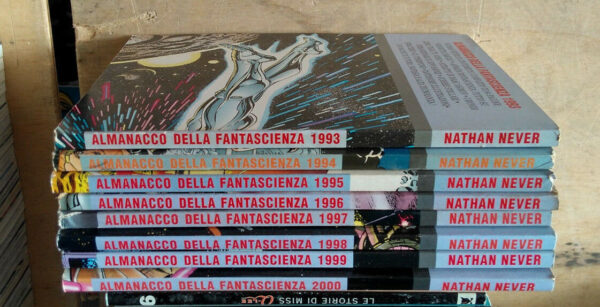 ALMANACCO DELLA FANTASCIENZA 1993 NATHAN NEVER
ALMANACCO DELLA FANTASCIENZA 1994 NATHAN NEVER
ALMANACCO DELLA FANTASCIENZA 1995 NATHAN NEVER
ALMANACCO DELLA FANTASCIENZA 1996 NATHAN NEVER
ALMANACCO DELLA FANTASCIENZA 1997 NATHAN NEVER
ALMANACCO DELLA FANTASCIENZA 1998 NATHAN NEVER
ALMANACCO DELLA FANTASCIENZA 1999 NATHAN NEVER
ALMANACCO DELLA FANTASCIENZA 2000 NATHAN NEVER
LE STORIE DI MISS
9